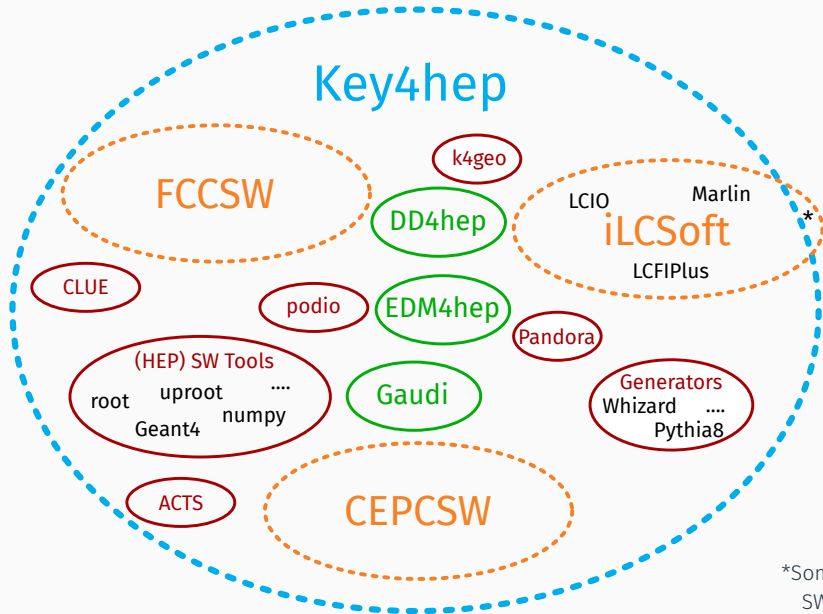 Key4hep
k4geo
FCCSW
DD4hep
LCIO
Marlin
*
iLCSoft
LCFIPlus
CLUE
podio
EDM4hep
Pandora
(HEP) SW Tools
root
uproot
....
Geant4
numpy
Gaudi
Generators
Whizard
....
Pythia8
ACTS
CEPCSW
SW